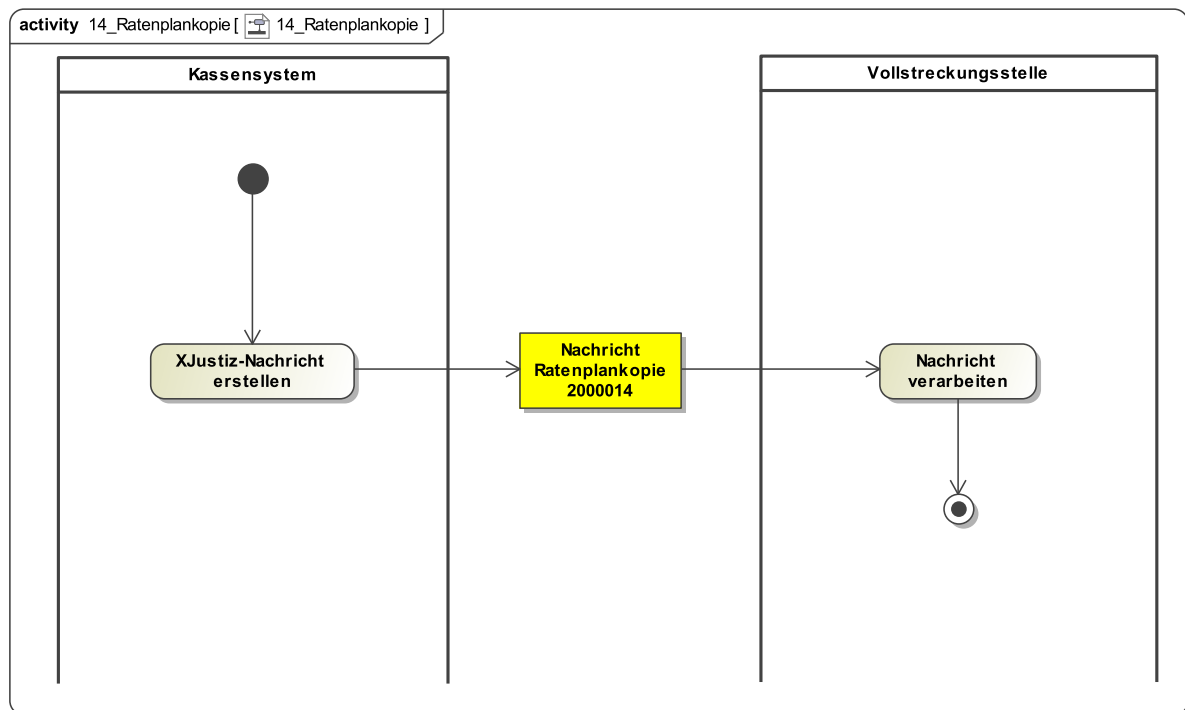 activity 14_Ratenplankopie [ 14_Ratenplankopie ]
Kassensystem
Vollstreckungsstelle
XJustiz-Nachricht
erstellen
Nachricht
Ratenplankopie
2000014
Nachricht
verarbeiten